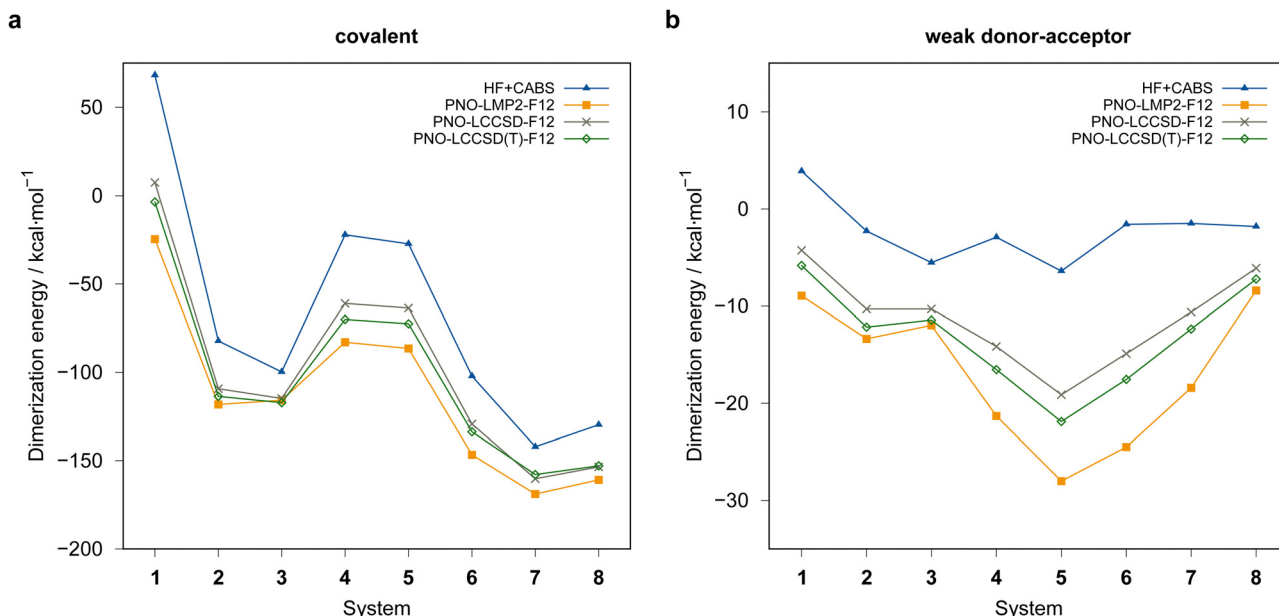 a
covalent
HF+CABS
PNO-LMP2-F12
PNO-LCCSD-F12
PNO-LCCSD(T)-F12
Dimerization energy / kcal·mol⁻¹
50
0
−50
−100
−150
−200
1 2 3 4 5 6 7 8
System
b
weak donor-acceptor
HF+CABS
PNO-LMP2-F12
PNO-LCCSD-F12
PNO-LCCSD(T)-F12
Dimerization energy / kcal·mol⁻¹
10
0
−10
−20
−30
1 2 3 4 5 6 7 8
System